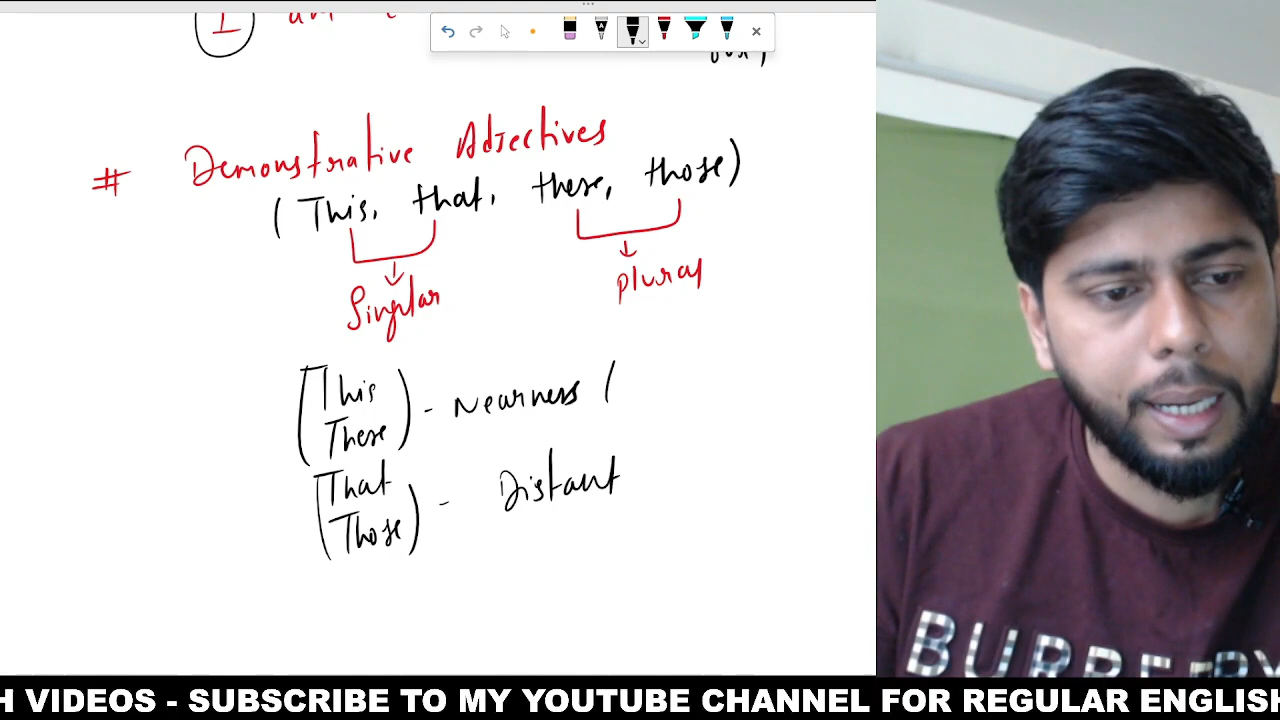 I am
# Demonstrative Adjectives
(This, that, these, those)
Singular
Plural
(This
These) - Nearness (
(That
Those) - Distant
BURBERRY
H VIDEOS - SUBSCRIBE TO MY YOUTUBE CHANNEL FOR REGULAR ENGLISH